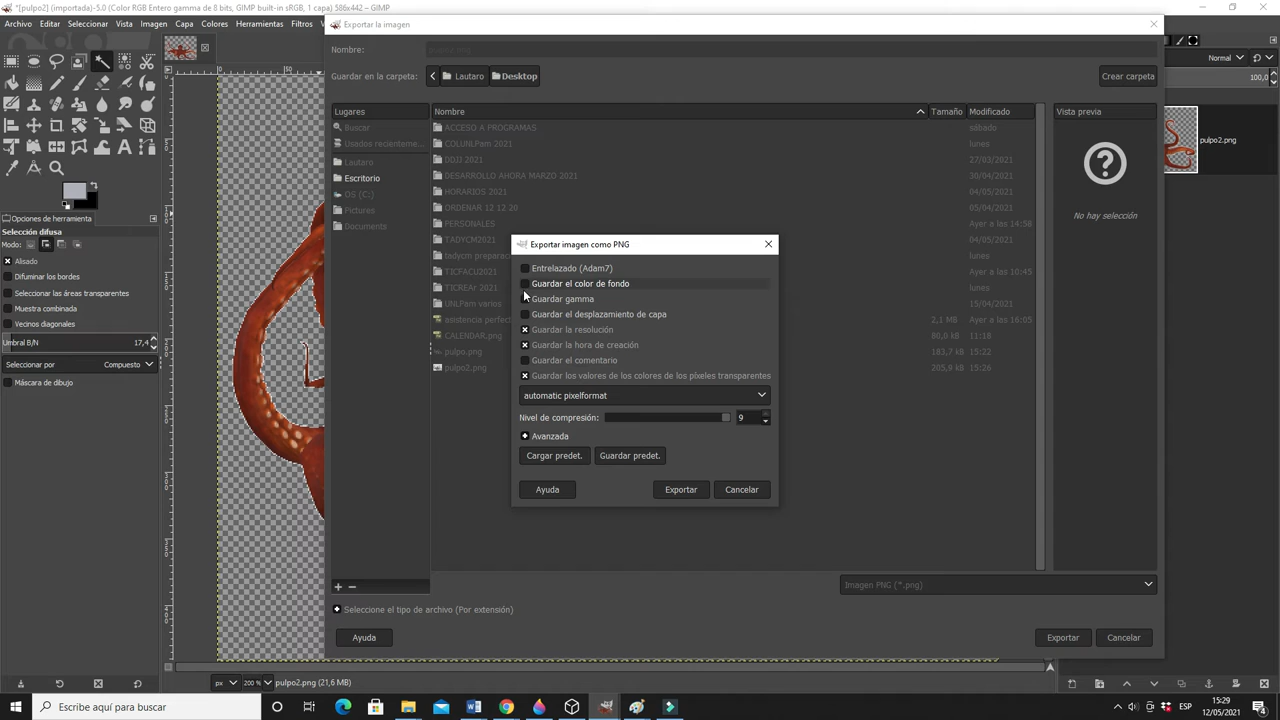 *[pulpo2] (importada)-5.0 (Color RGB Entero gamma de 8 bits, GIMP built-in sRGB, 1 capa) 586x442 – GIMP
Archivo Editar Seleccionar Vista Imagen Capa Colores Herramientas Filtros
Exportar la imagen
Nombre:
Guardar en la carpeta: Lautaro Desktop Crear carpeta
Normal
100,0
Lugares
Buscar
Usados recienteme...
Lautaro
Escritorio
OS (C:)
Pictures
Documents
Nombre Tamaño Modificado
ACCESO A PROGRAMAS sábado
COLUNLPam 2021 lunes
DDJJ 2021 27/03/2021
DESARROLLO AHORA MARZO 2021 30/04/2021
HORARIOS 2021 04/05/2021
ORDENAR 12 12 20 05/04/2021
PERSONALES Ayer a las 14:58
TADYCM2021 04/05/2021
tadycm prepara lunes
TICFACU2021 Ayer a las 10:45
TICREAr 2021 lunes
UNLPam varios 15/04/2021
asistencia perfect 2,1 MB Ayer a las 16:05
CALENDAR.png 80,0 kB 11:25
pulpo.png 183,7 kB 15:22
pulpo2.png 205,9 kB 15:26
Vista previa
No hay selección
pulpo2.png
Exportar imagen como PNG
Entrelazado (Adam7)
Guardar el color de fondo
Guardar gamma
Guardar el desplazamiento de capa
Guardar la resolución
Guardar la hora de creación
Guardar el comentario
Guardar los valores de los colores de los píxeles transparentes
automatic pixelformat
Nivel de compresión: 9
Avanzada
Cargar predet. Guardar predet.
Ayuda Exportar Cancelar
Imagen PNG (*.png)
Seleccione el tipo de archivo (Por extensión)
Ayuda Exportar Cancelar
Opciones de herramienta
Selección difusa
Modo:
Alisado
Difuminar los bordes
Seleccionar las áreas transparentes
Muestra combinada
Vecinos diagonales
Umbral B/N 17,4
Seleccionar por Compuesto
Máscara de dibujo
px 200 % pulpo2.png (21,6 MB)
Escribe aquí para buscar
ESP
15:29
12/05/2021